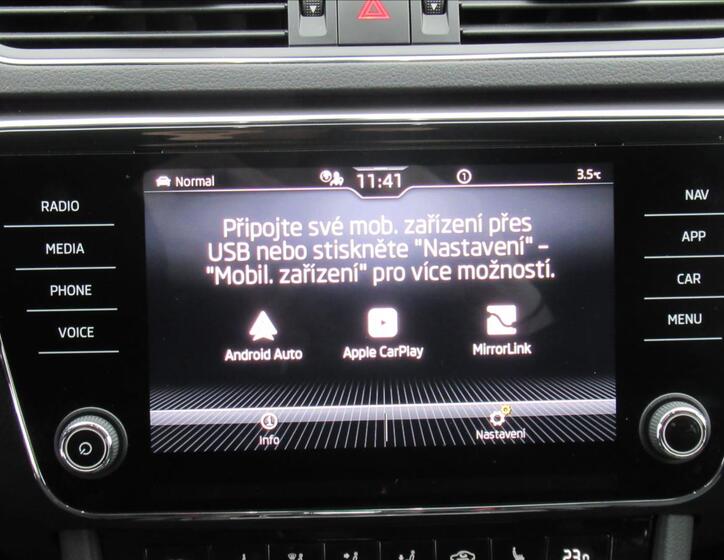 Normal
11:41
1
3.5°C
Připojte své mob. zařízení přes
USB nebo stiskněte "Nastavení" –
"Mobil. zařízení" pro více možností.
Android Auto
Apple CarPlay
MirrorLink
Info
Nastavení
RADIO
MEDIA
PHONE
VOICE
NAV
APP
CAR
MENU